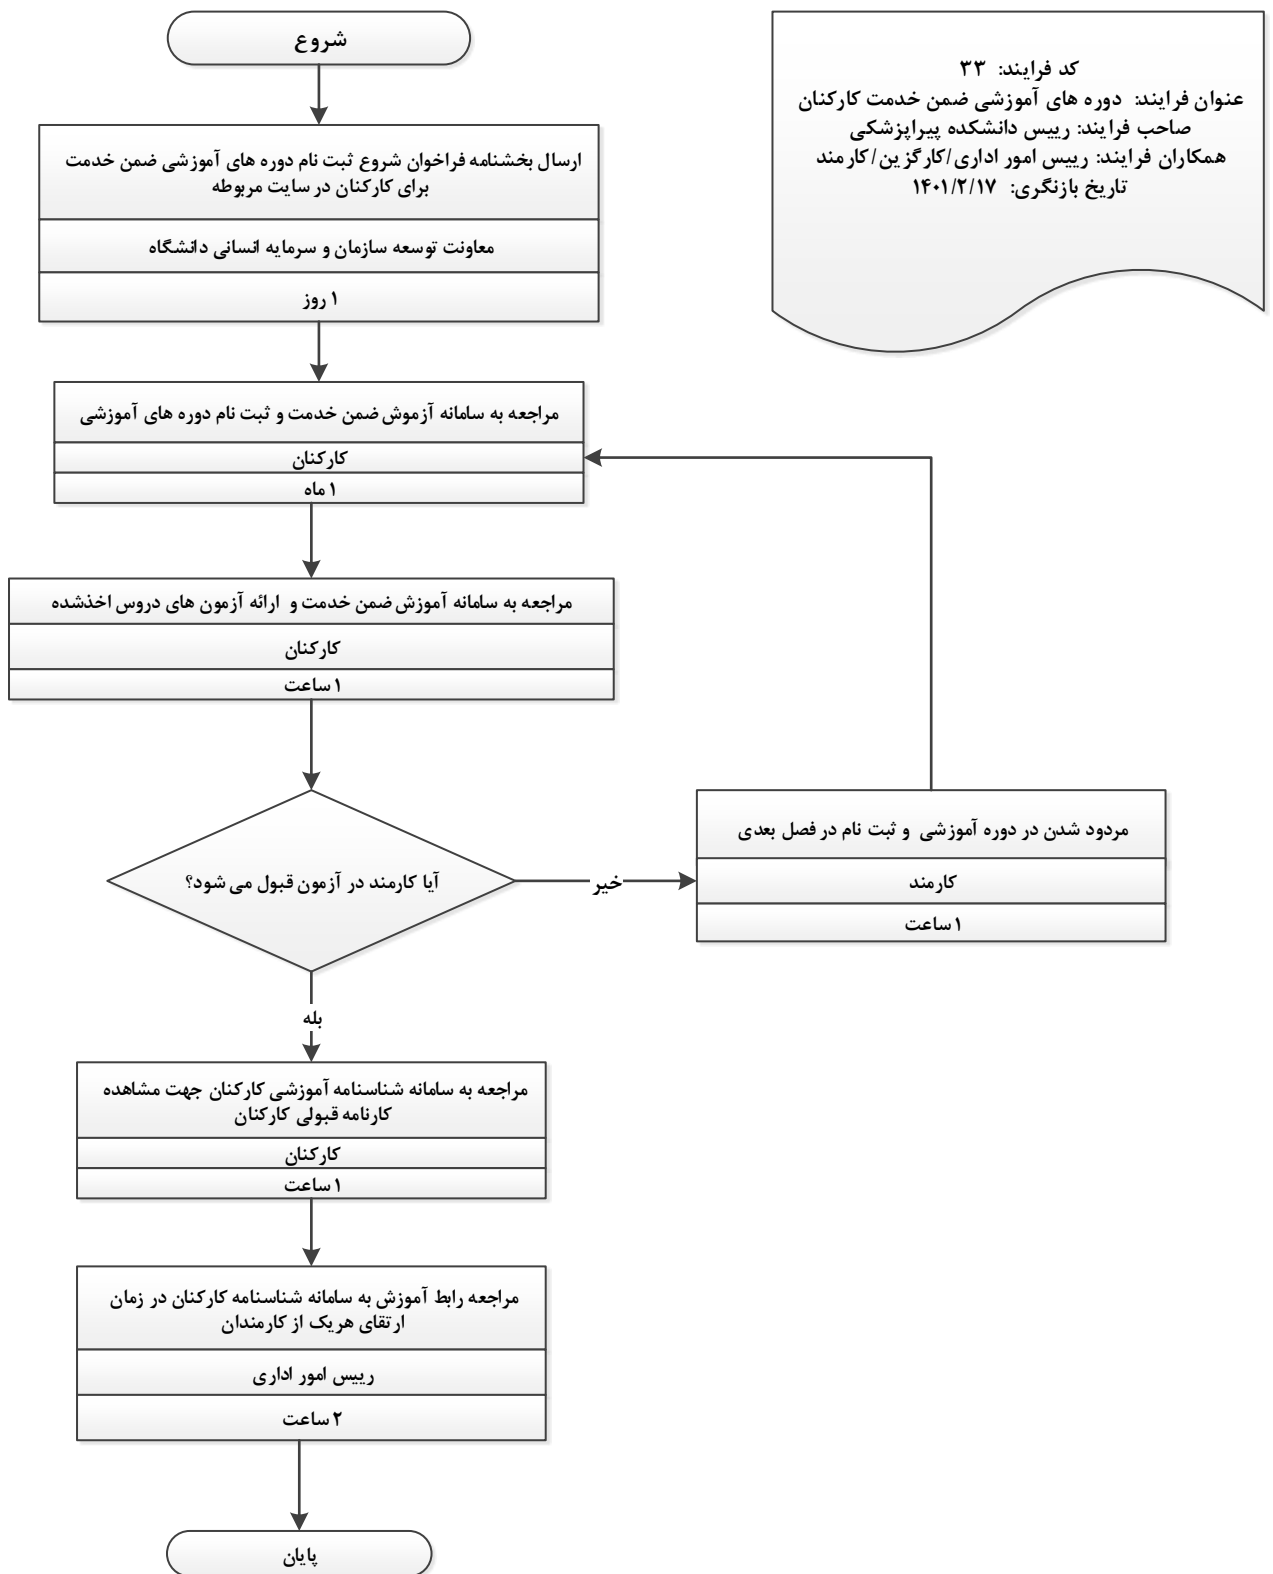 شروع
کد فرایند: ۳۳
عنوان فرایند: دوره های آموزشی ضمن خدمت کارکنان
صاحب فرایند: رییس دانشکده پیراپزشکی
همکاران فرایند: رییس امور اداری/کارگزین/کارمند
تاریخ بازنگری: ۱۴۰۱/۲/۱۷
ارسال بخشنامه فراخوان شروع ثبت نام دوره های آموزشی ضمن خدمت
برای کارکنان در سایت مربوطه
معاونت توسعه سازمان و سرمایه انسانی دانشگاه
۱ روز
مراجعه به سامانه آزموش ضمن خدمت و ثبت نام دوره های آموزشی
کارکنان
۱ ماه
مراجعه به سامانه آموزش ضمن خدمت و ارائه آزمون های دروس اخذشده
کارکنان
۱ ساعت
آیا کارمند در آزمون قبول می شود؟
خیر
مردود شدن در دوره آموزشی و ثبت نام در فصل بعدی
کارمند
۱ ساعت
بله
مراجعه به سامانه شناسنامه آموزشی کارکنان جهت مشاهده
کارنامه قبولی کارکنان
کارکنان
۱ ساعت
مراجعه رابط آموزش به سامانه شناسنامه کارکنان در زمان
ارتقای هریک از کارمندان
رییس امور اداری
۲ ساعت
پایان